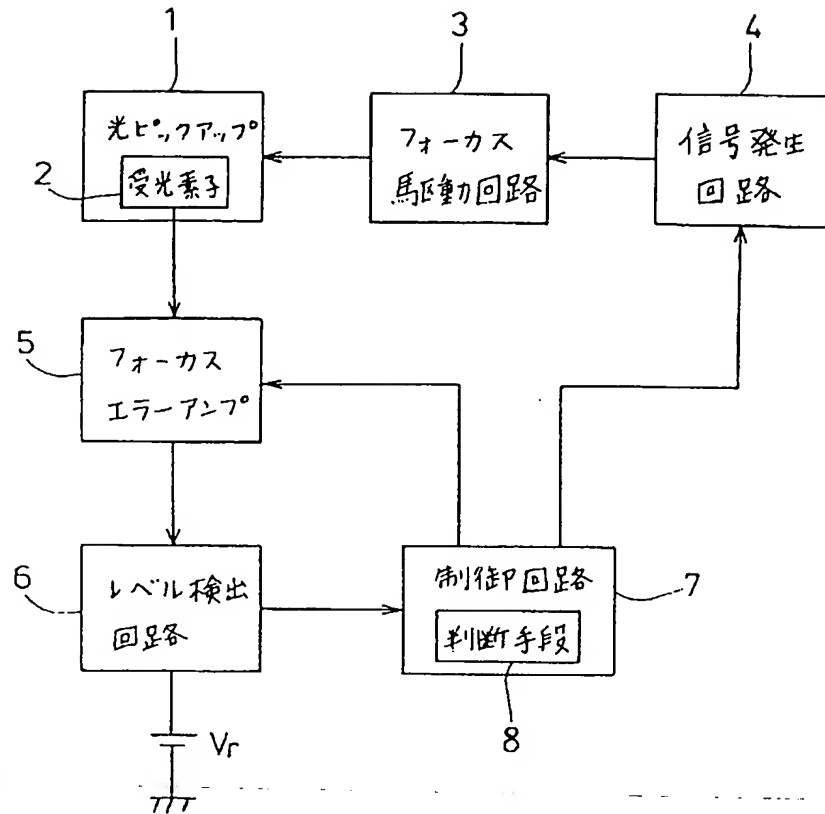 1
3
4
光ピックアップ
2
受光素子
フォーカス
駆動回路
信号発生
回路
5
フォーカス
エラーアンプ
6
レベル検出
回路
制御回路
7
判断手段
8
Vr